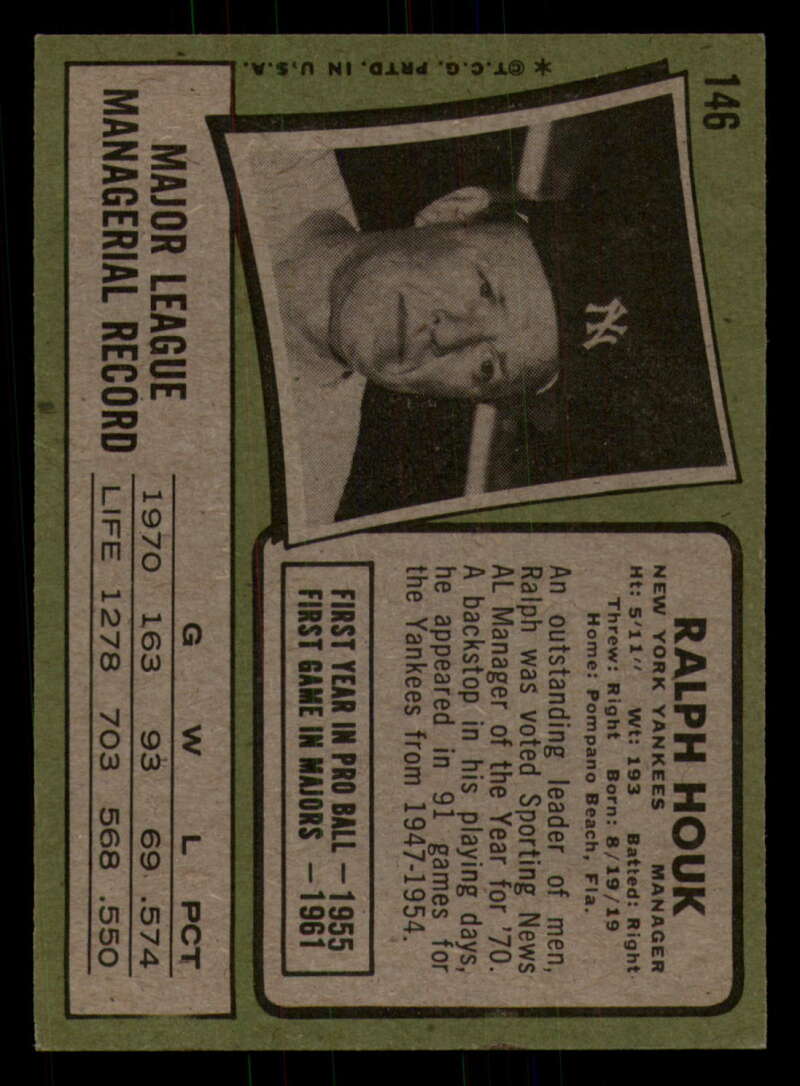 146
* ©T.C.G. PRTD. IN U.S.A.
NY
RALPH HOUK
NEW YORK YANKEES MANAGER
Ht: 5'11" Wt: 193 Batted: Right
Threw: Right Born: 8/19/19
Home: Pompano Beach, Fla.
An outstanding leader of men,
Ralph was voted Sporting News
AL Manager of the Year for '70.
A backstop in his playing days,
he appeared in 91 games for
the Yankees from 1947-1954.
FIRST YEAR IN PRO BALL — 1955
FIRST GAME IN MAJORS — 1961
MAJOR LEAGUE
MANAGERIAL RECORD
G W L PCT
1970 163 93 69 .574
LIFE 1278 703 568 .550